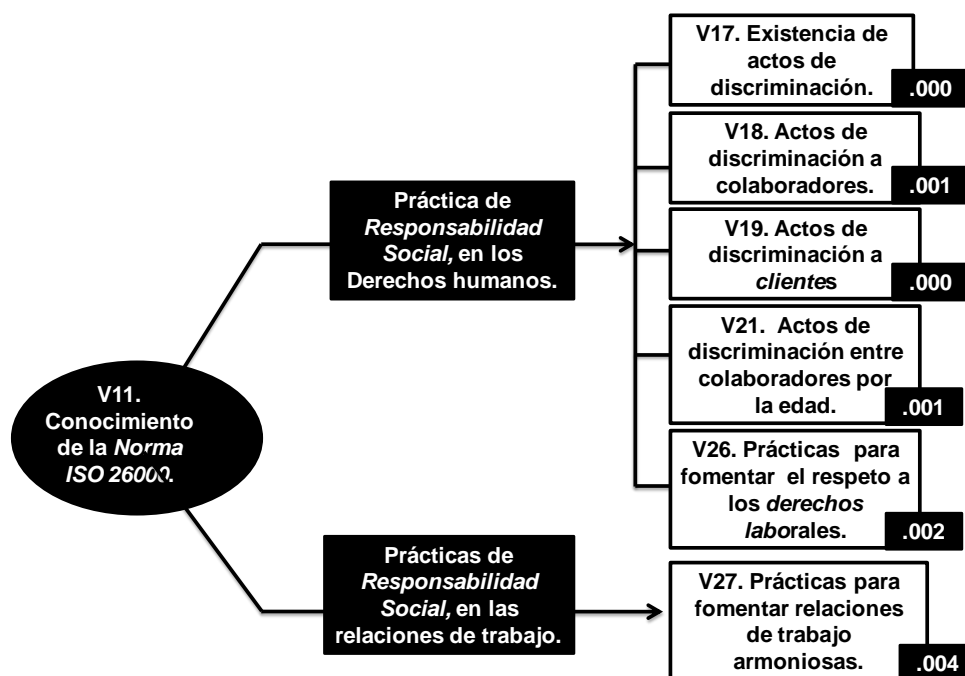 V11.
Conocimiento
de la Norma
ISO 26000.
Práctica de
Responsabilidad
Social, en los
Derechos humanos.
V17. Existencia de
actos de
discriminación.
.000
V18. Actos de
discriminación a
colaboradores.
.001
V19. Actos de
discriminación a
clientes
.000
V21. Actos de
discriminación entre
colaboradores por
la edad.
.001
V26. Prácticas para
fomentar el respeto a
los derechos
laborales.
.002
Prácticas de
Responsabilidad
Social, en las
relaciones de trabajo.
V27. Prácticas para
fomentar relaciones
de trabajo
armoniosas.
.004